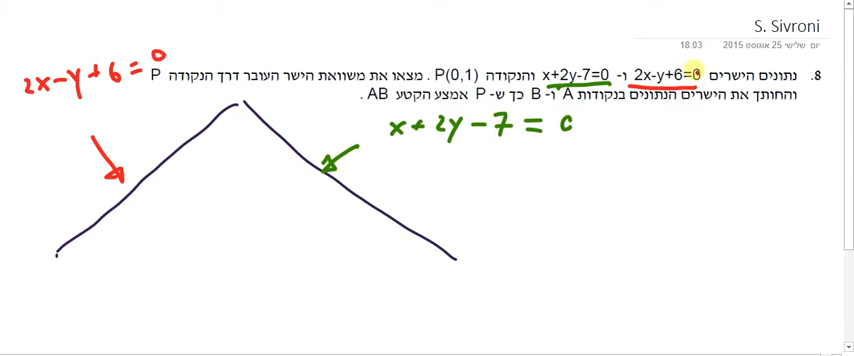 S. Sivroni
יום שלישי 25 אוגוסט 2015
18:03
8. נתונים הישרים 2x-y+6=0 ו- x+2y-7=0 והנקודה P(0,1) . מצאו את משוואת הישר העובר דרך הנקודה P
והחותך את הישרים הנתונים בנקודות A ו- B כך ש- P אמצע הקטע AB .
2x-y+6=0
x+2y-7=0